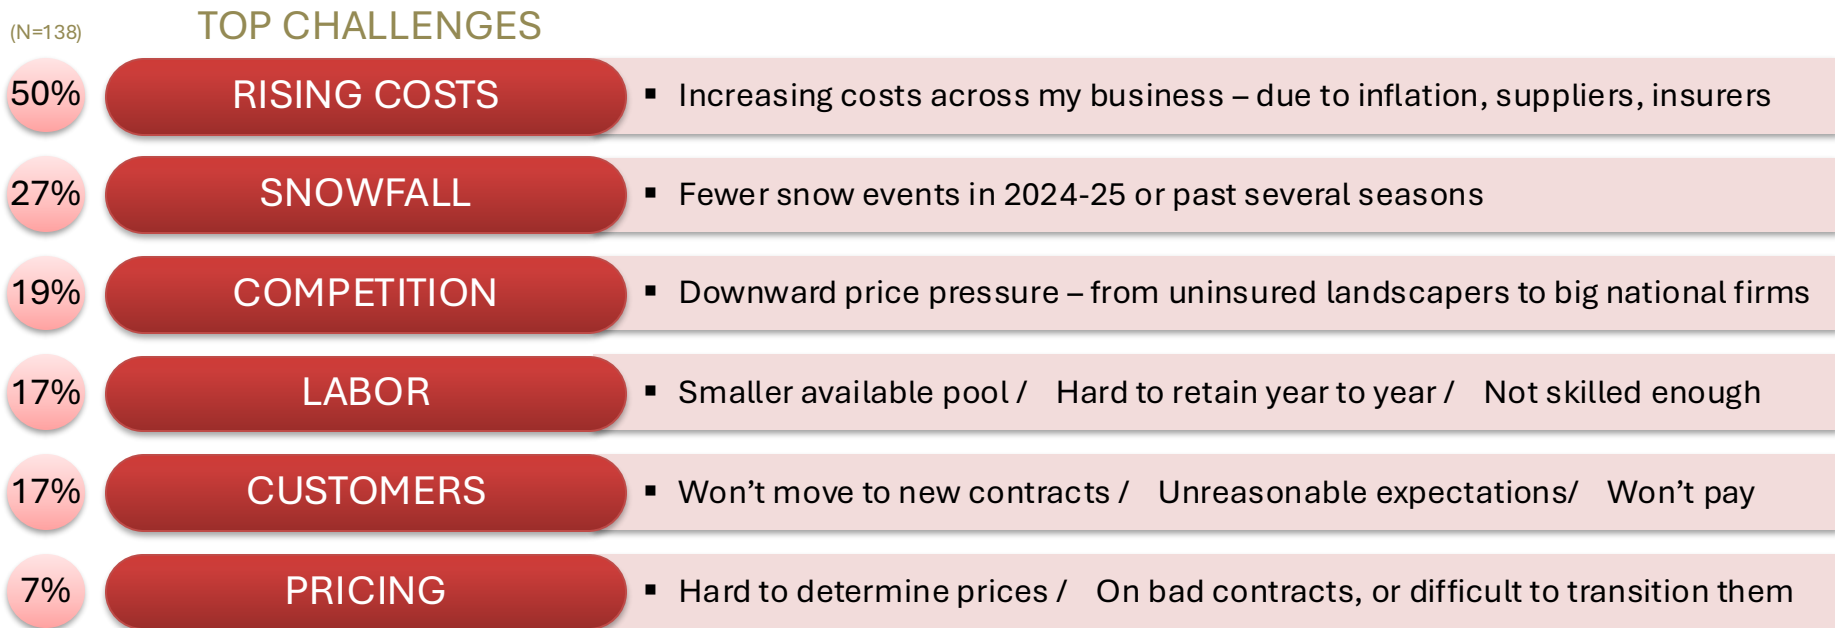 (N=138) TOP CHALLENGES
50% RISING COSTS ▪ Increasing costs across my business – due to inflation, suppliers, insurers
27% SNOWFALL ▪ Fewer snow events in 2024-25 or past several seasons
19% COMPETITION ▪ Downward price pressure – from uninsured landscapers to big national firms
17% LABOR ▪ Smaller available pool / Hard to retain year to year / Not skilled enough
17% CUSTOMERS ▪ Won’t move to new contracts / Unreasonable expectations/ Won’t pay
7% PRICING ▪ Hard to determine prices / On bad contracts, or difficult to transition them